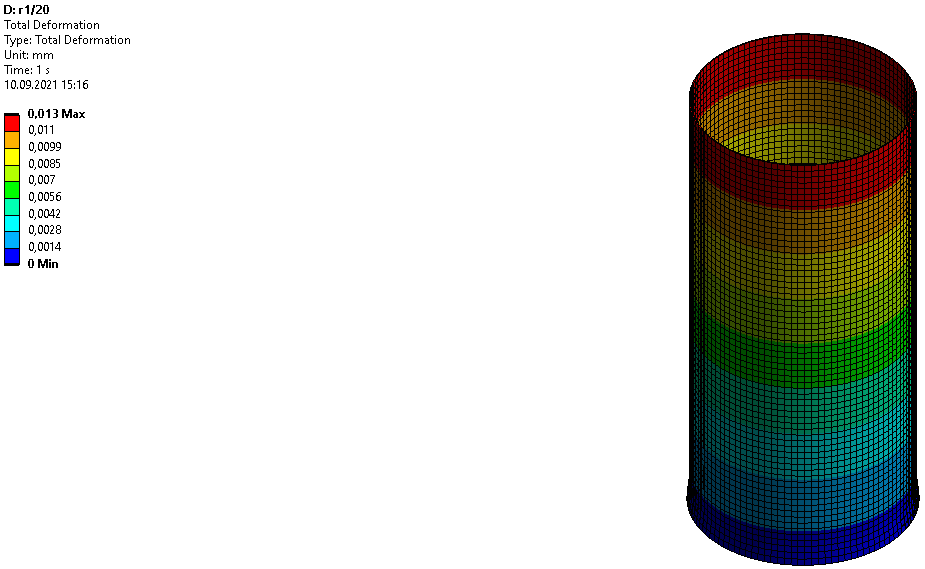 D: r1/20
Total Deformation
Type: Total Deformation
Unit: mm
Time: 1 s
10.09.2021 15:16
0,013 Max
0,011
0,0099
0,0085
0,007
0,0056
0,0042
0,0028
0,0014
0 Min